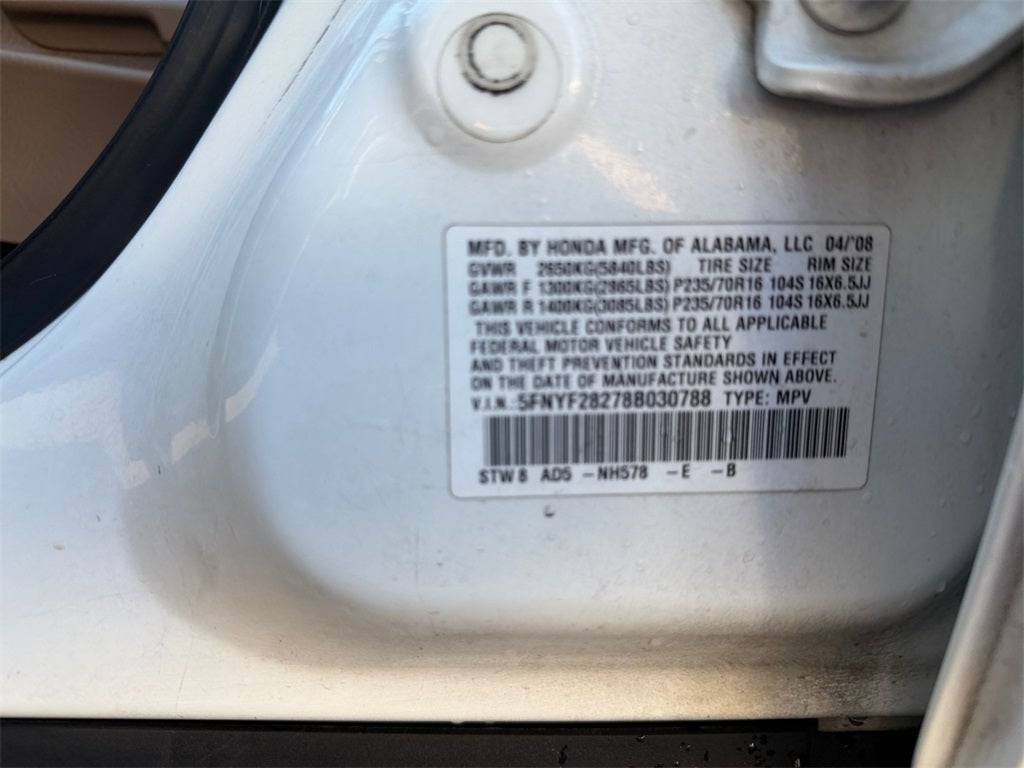 MFD. BY HONDA MFG. OF ALABAMA, LLC 04/'08
GVWR 2650KG(5840LBS) TIRE SIZE RIM SIZE
GAWR F 1300KG(2865LBS) P235/70R16 104S 16X6.5JJ
GAWR R 1400KG(3085LBS) P235/70R16 104S 16X6.5JJ
THIS VEHICLE CONFORMS TO ALL APPLICABLE
FEDERAL MOTOR VEHICLE SAFETY
AND THEFT PREVENTION STANDARDS IN EFFECT
ON THE DATE OF MANUFACTURE SHOWN ABOVE.
V.I.N.: 5FNYF28278B030788 TYPE: MPV
STW8 AD5 -NH578 -E -B